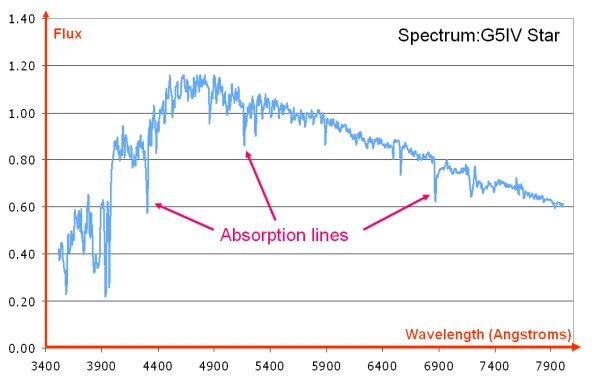 1.40
Flux
Spectrum:G5IV Star
1.20
1.00
0.80
0.60
Absorption lines
0.40
0.20
Wavelength (Angstroms)
0.00
3400 3900 4400 4900 5400 5900 6400 6900 7400 7900